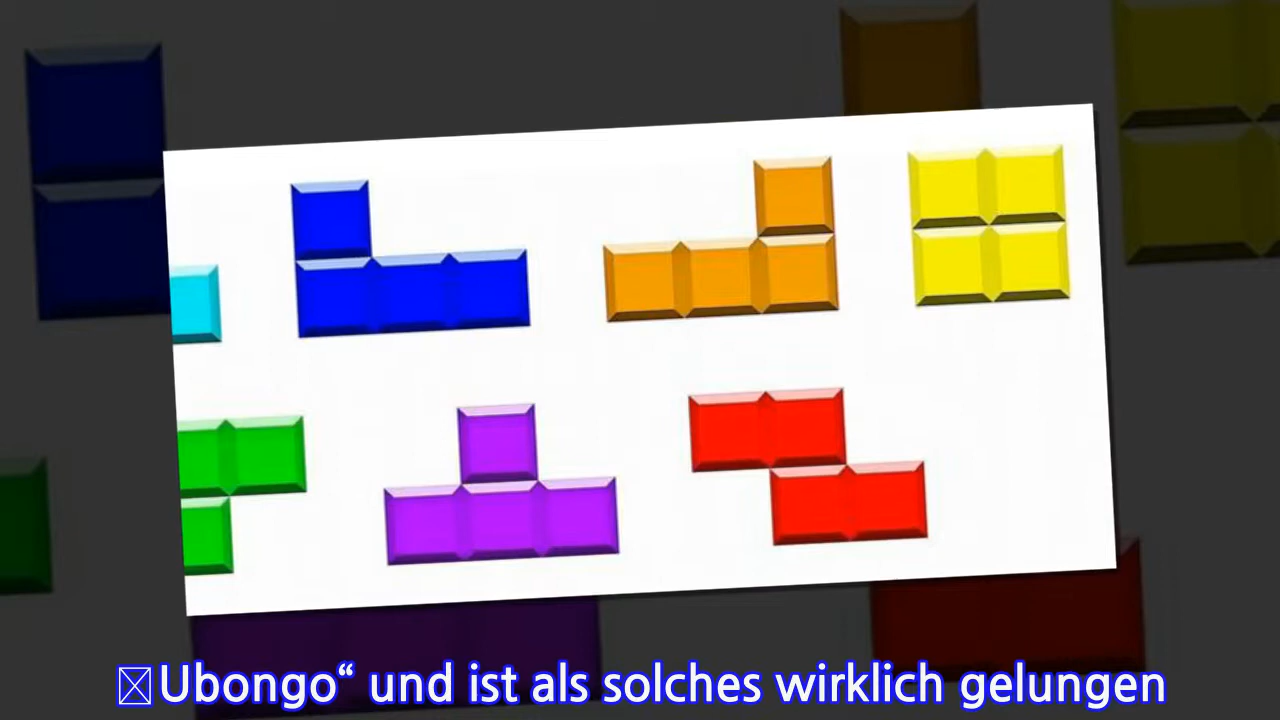 Ubongo“ und ist als solches wirklich gelungen